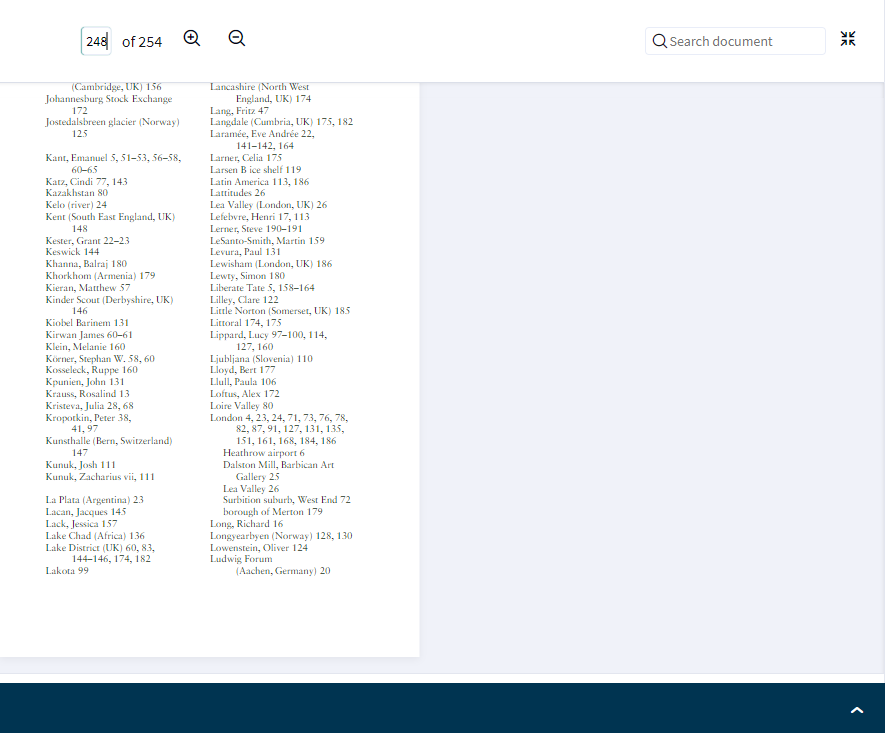 248 of 254
Search document
(Cambridge, UK) 156
Johannesburg Stock Exchange
172
Jostedalsbreen glacier (Norway)
125
Kant, Emanuel 5, 51–53, 56–58,
60–65
Katz, Cindi 77, 143
Kazakhstan 80
Kelo (river) 24
Kent (South East England, UK)
148
Kester, Grant 22–23
Keswick 144
Khanna, Balraj 180
Khorkhom (Armenia) 179
Kieran, Matthew 57
Kinder Scout (Derbyshire, UK)
146
Kiobel Barinem 131
Kirwan James 60–61
Klein, Melanie 160
Körner, Stephan W. 58, 60
Kosseleck, Ruppe 160
Kpunien, John 131
Krauss, Rosalind 13
Kristeva, Julia 28, 68
Kropotkin, Peter 38,
41, 97
Kunsthalle (Bern, Switzerland)
147
Kunuk, Josh 111
Kunuk, Zacharius vii, 111
La Plata (Argentina) 23
Lacan, Jacques 145
Lack, Jessica 157
Lake Chad (Africa) 136
Lake District (UK) 60, 83,
144–146, 174, 182
Lakota 99
Lancashire (North West
England, UK) 174
Lang, Fritz 47
Langdale (Cumbria, UK) 175, 182
Laramée, Eve Andrée 22,
141–142, 164
Larner, Celia 175
Larsen B ice shelf 119
Latin America 113, 186
Lattitudes 26
Lea Valley (London, UK) 26
Lefebvre, Henri 17, 113
Lerner, Steve 190–191
LeSanto-Smith, Martin 159
Levura, Paul 131
Lewisham (London, UK) 186
Lewty, Simon 180
Liberate Tate 5, 158–164
Lilley, Clare 122
Little Norton (Somerset, UK) 185
Littoral 174, 175
Lippard, Lucy 97–100, 114,
127, 160
Ljubljana (Slovenia) 110
Lloyd, Bert 177
Llull, Paula 106
Loftus, Alex 172
Loire Valley 80
London 4, 23, 24, 71, 73, 76, 78,
82, 87, 91, 127, 131, 135,
151, 161, 168, 184, 186
Heathrow airport 6
Dalston Mill, Barbican Art
Gallery 25
Lea Valley 26
Surbition suburb, West End 72
borough of Merton 179
Long, Richard 16
Longyearbyen (Norway) 128, 130
Lowenstein, Oliver 124
Ludwig Forum
(Aachen, Germany) 20